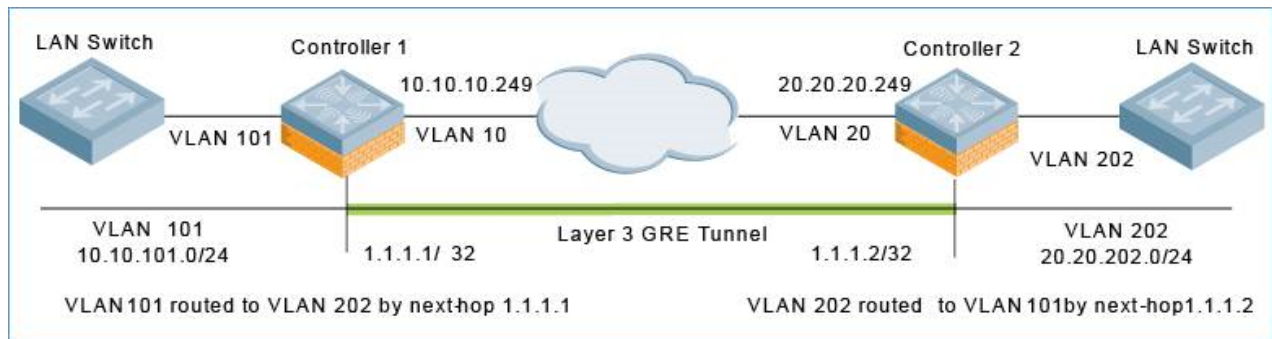 LAN Switch
Controller 1
Controller 2
LAN Switch
10.10.10.249
20.20.20.249
VLAN 101
VLAN 10
VLAN 20
VLAN 202
VLAN 101
10.10.101.0/24
Layer 3 GRE Tunnel
VLAN 202
20.20.202.0/24
1.1.1.1/ 32
1.1.1.2/32
VLAN101 routed to VLAN 202 by next-hop 1.1.1.1
VLAN 202 routed to VLAN101by next-hop1.1.1.2